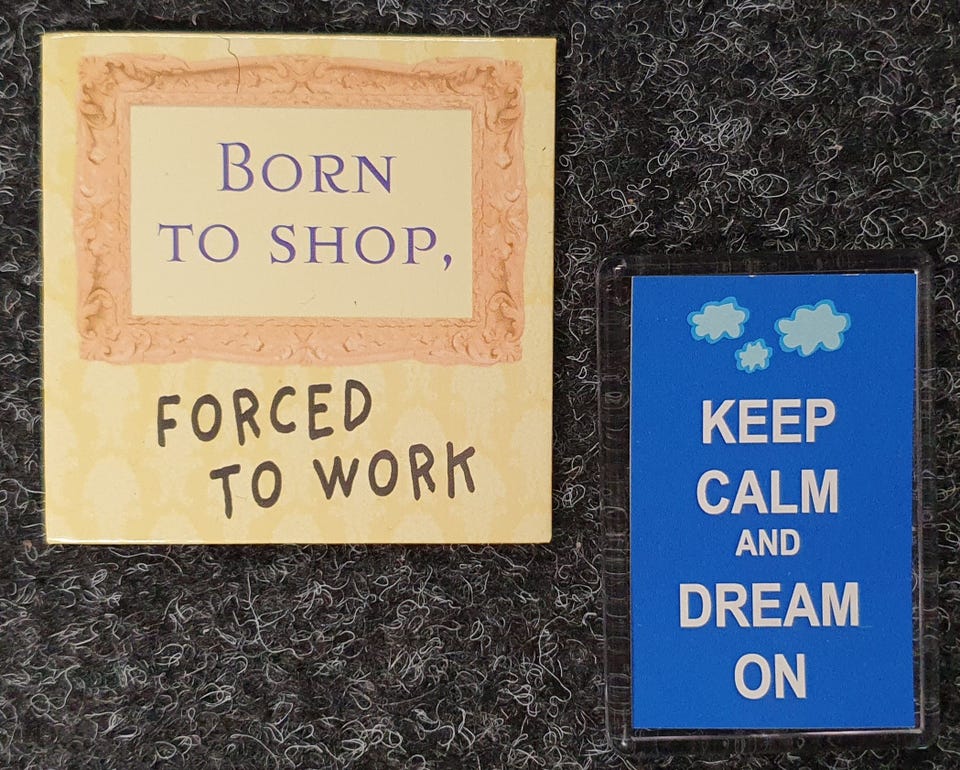 BORN
TO SHOP,
FORCED
TO WORK
KEEP
CALM
AND
DREAM
ON